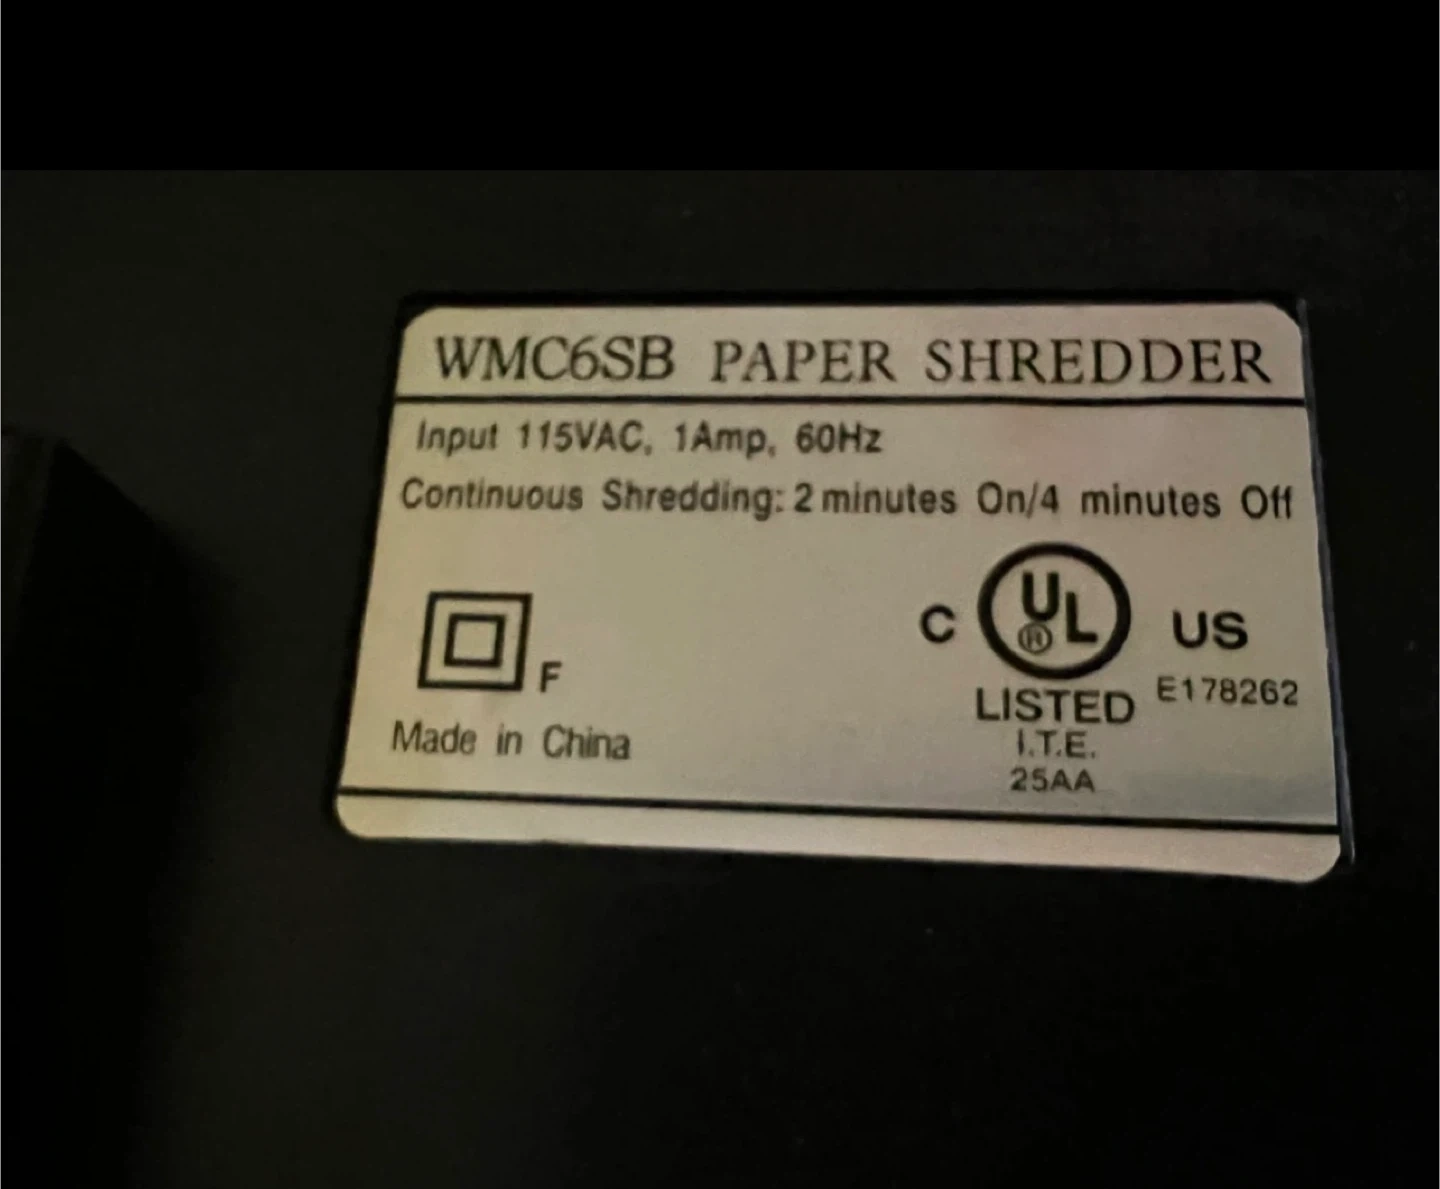 WMC6SB PAPER SHREDDER
Input 115VAC, 1Amp, 60Hz
Continuous Shredding: 2 minutes On/4 minutes Off
F
C UL ® US
LISTED E178262
I.T.E.
25AA
Made in China